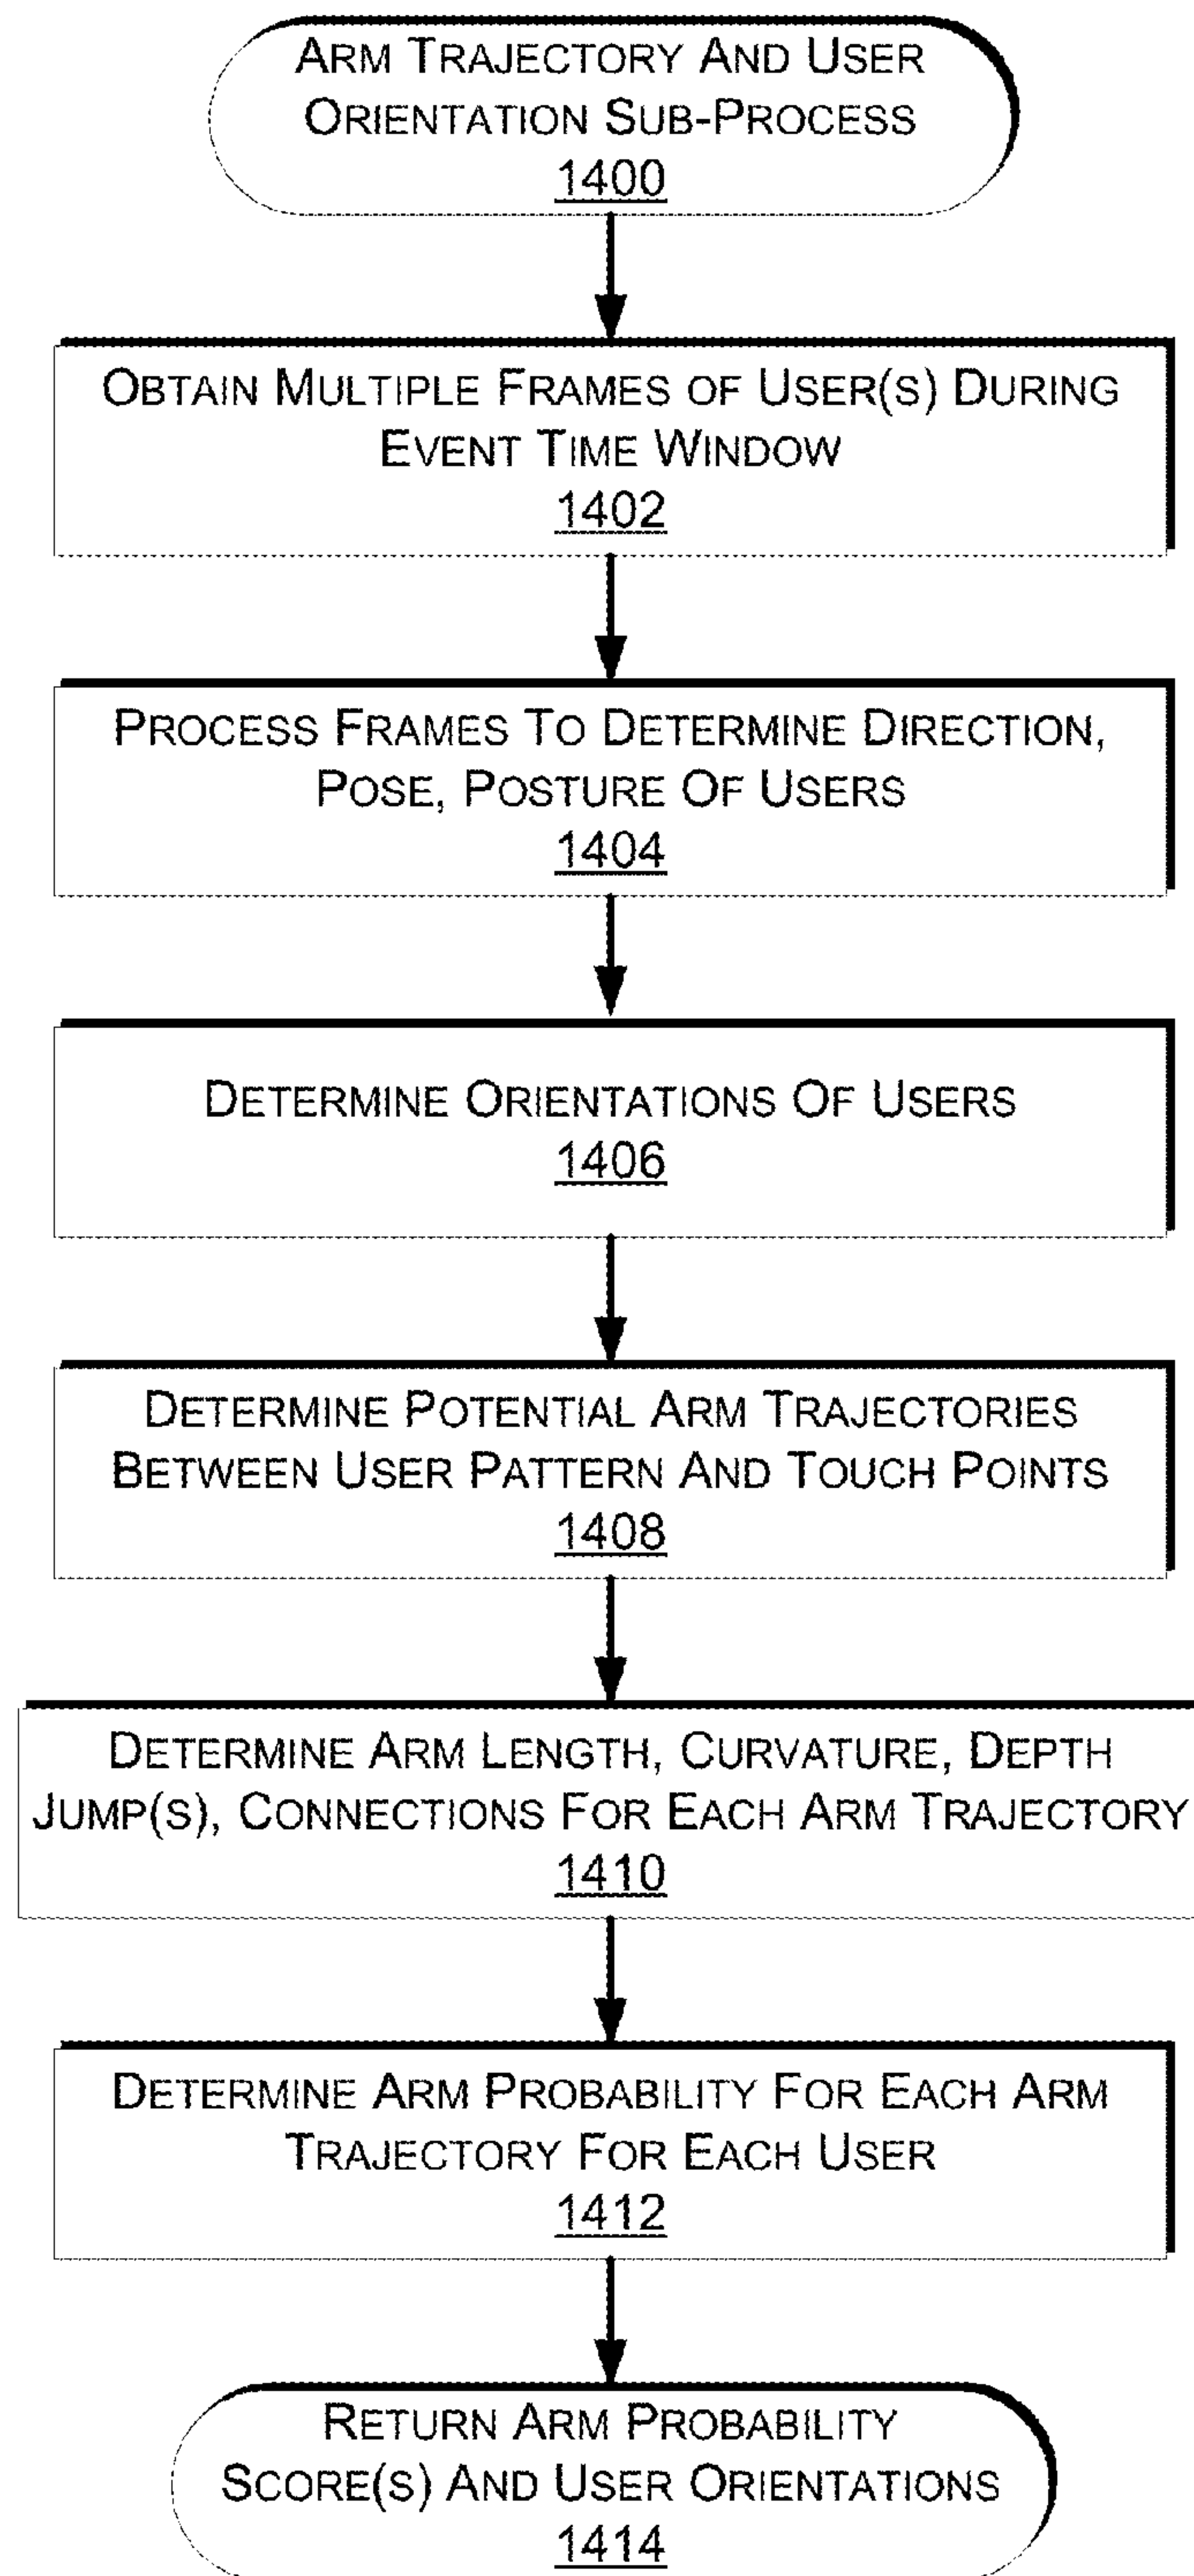 ARM TRAJECTORY AND USER
ORIENTATION SUB-PROCESS
1400
OBTAIN MULTIPLE FRAMES OF USER(S) DURING
EVENT TIME WINDOW
1402
PROCESS FRAMES TO DETERMINE DIRECTION,
POSE, POSTURE OF USERS
1404
DETERMINE ORIENTATIONS OF USERS
1406
DETERMINE POTENTIAL ARM TRAJECTORIES
BETWEEN USER PATTERN AND TOUCH POINTS
1408
DETERMINE ARM LENGTH, CURVATURE, DEPTH
JUMP(S), CONNECTIONS FOR EACH ARM TRAJECTORY
1410
DETERMINE ARM PROBABILITY FOR EACH ARM
TRAJECTORY FOR EACH USER
1412
RETURN ARM PROBABILITY
SCORE(S) AND USER ORIENTATIONS
1414